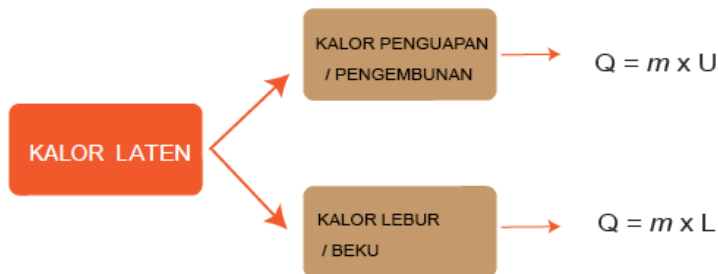 KALOR PENGUAPAN
/ PENGEMBUNAN
Q = m x U
KALOR LATEN
KALOR LEBUR
/ BEKU
Q = m x L